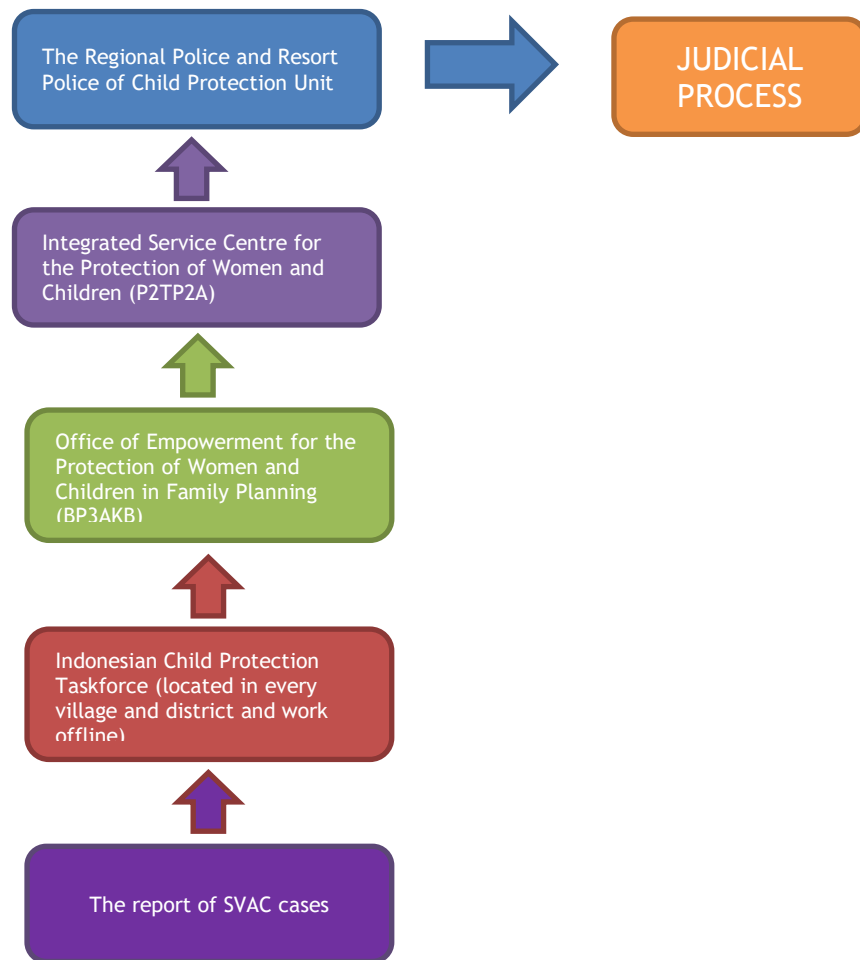 The Regional Police and Resort
Police of Child Protection Unit
JUDICIAL
PROCESS
Integrated Service Centre for
the Protection of Women and
Children (P2TP2A)
Office of Empowerment for the
Protection of Women and
Children in Family Planning
(BP3AKB)
Indonesian Child Protection
Taskforce (located in every
village and district and work
offline)
The report of SVAC cases